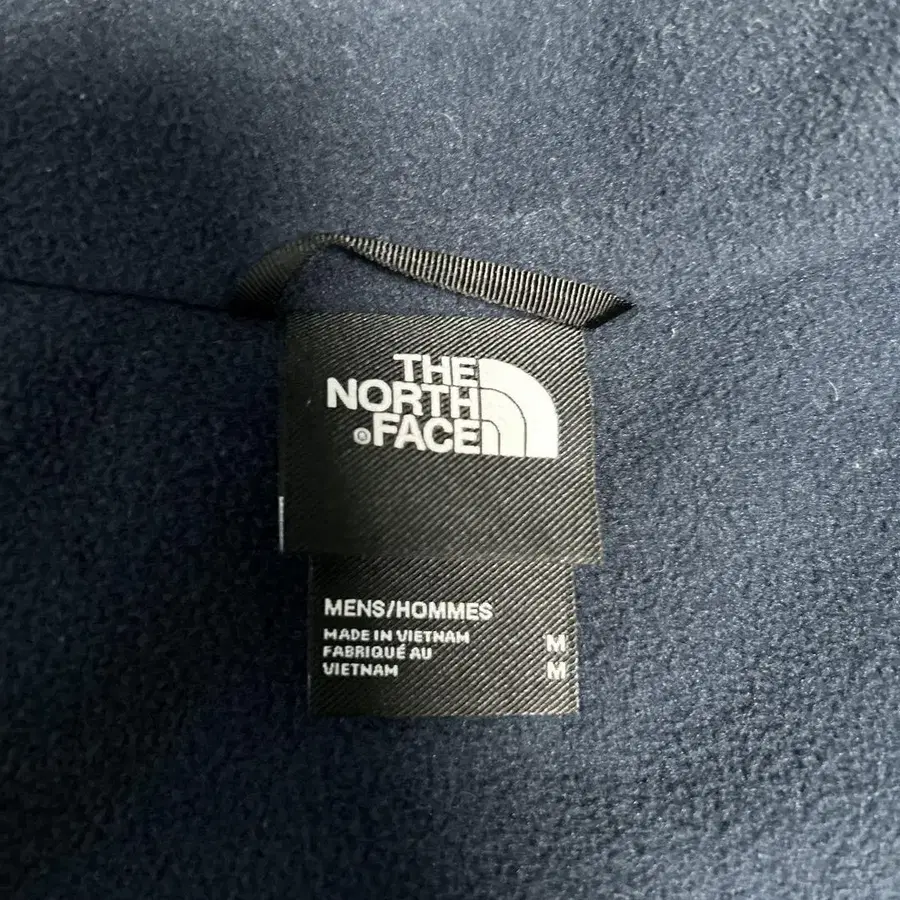 THE
NORTH
®FACE
MENS/HOMMES
MADE IN VIETNAM M
FABRIQUÉ AU
VIETNAM M